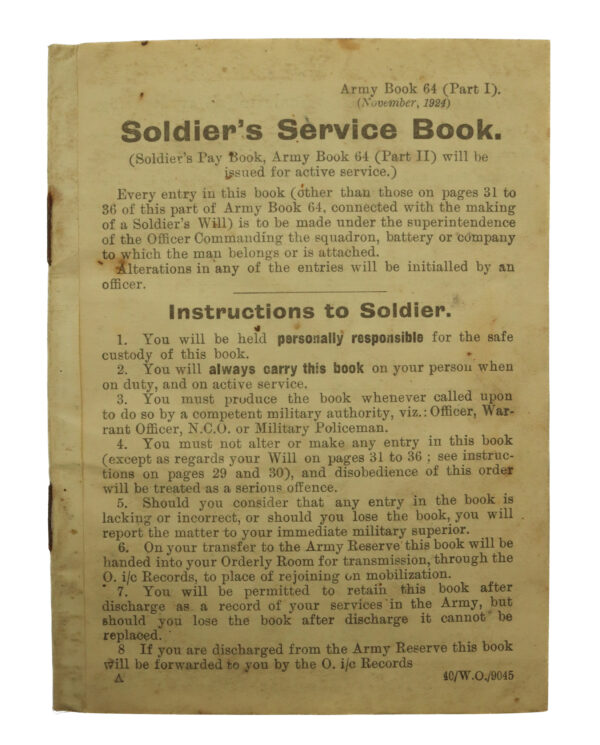 Army Book 64 (Part I).
(November, 1924)
Soldier's Service Book.
(Soldier's Pay Book, Army Book 64 (Part II) will be
issued for active service.)
Every entry in this book (other than those on pages 31 to
36 of this part of Army Book 64, connected with the making
of a Soldier's Will) is to be made under the superintendence
of the Officer Commanding the squadron, battery or company
to which the man belongs or is attached.
Alterations in any of the entries will be initialled by an
officer.
Instructions to Soldier.
1. You will be held personally responsible for the safe
custody of this book.
2. You will always carry this book on your person when
on duty, and on active service.
3. You must produce the book whenever called upon
to do so by a competent military authority, viz.: Officer, War-
rant Officer, N.C.O. or Military Policeman.
4. You must not alter or make any entry in this book
(except as regards your Will on pages 31 to 36 ; see instruc-
tions on pages 29 and 30), and disobedience of this order
will be treated as a serious offence.
5. Should you consider that any entry in the book is
lacking or incorrect, or should you lose the book, you will
report the matter to your immediate military superior.
6. On your transfer to the Army Reserve this book will be
handed into your Orderly Room for transmission, through the
O. i/c Records, to place of rejoining on mobilization.
7. You will be permitted to retain this book after
discharge as a record of your services in the Army, but
should you lose the book after discharge it cannot be
replaced.
8 If you are discharged from the Army Reserve this book
will be forwarded to you by the O. i/c Records
A 40/W.O./9045